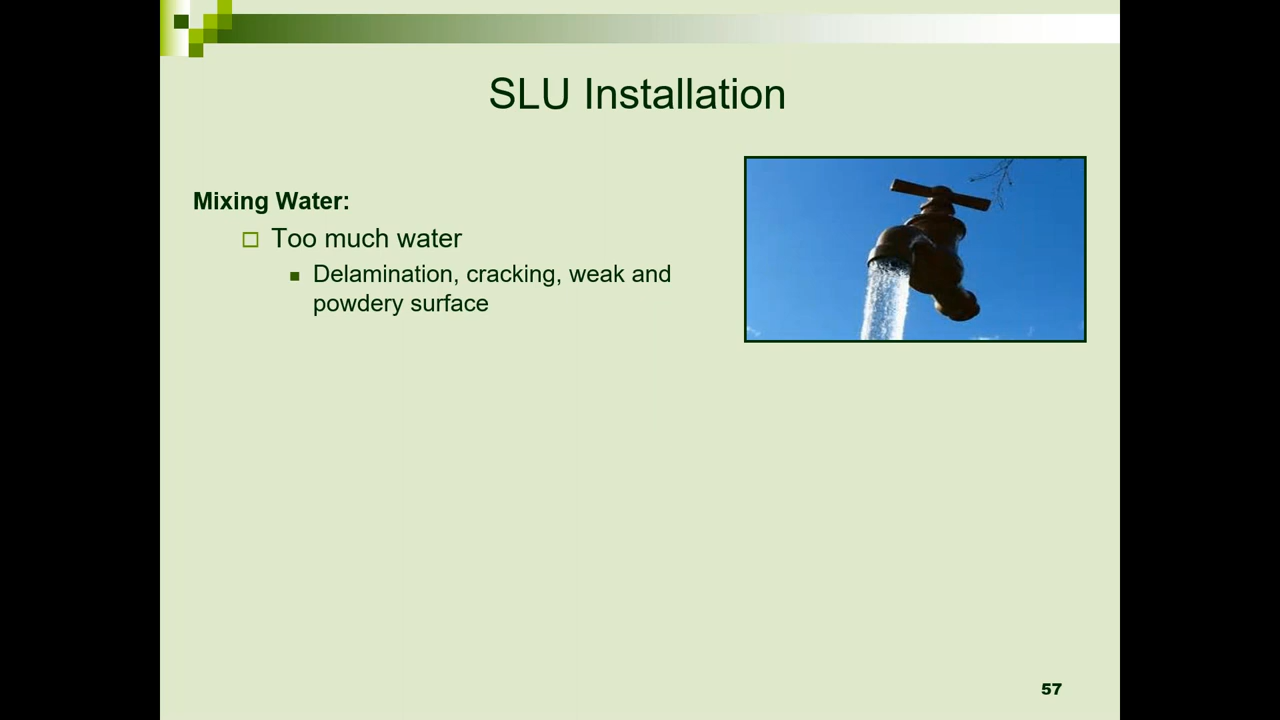 SLU Installation
Mixing Water:
Too much water
Delamination, cracking, weak and
powdery surface
57